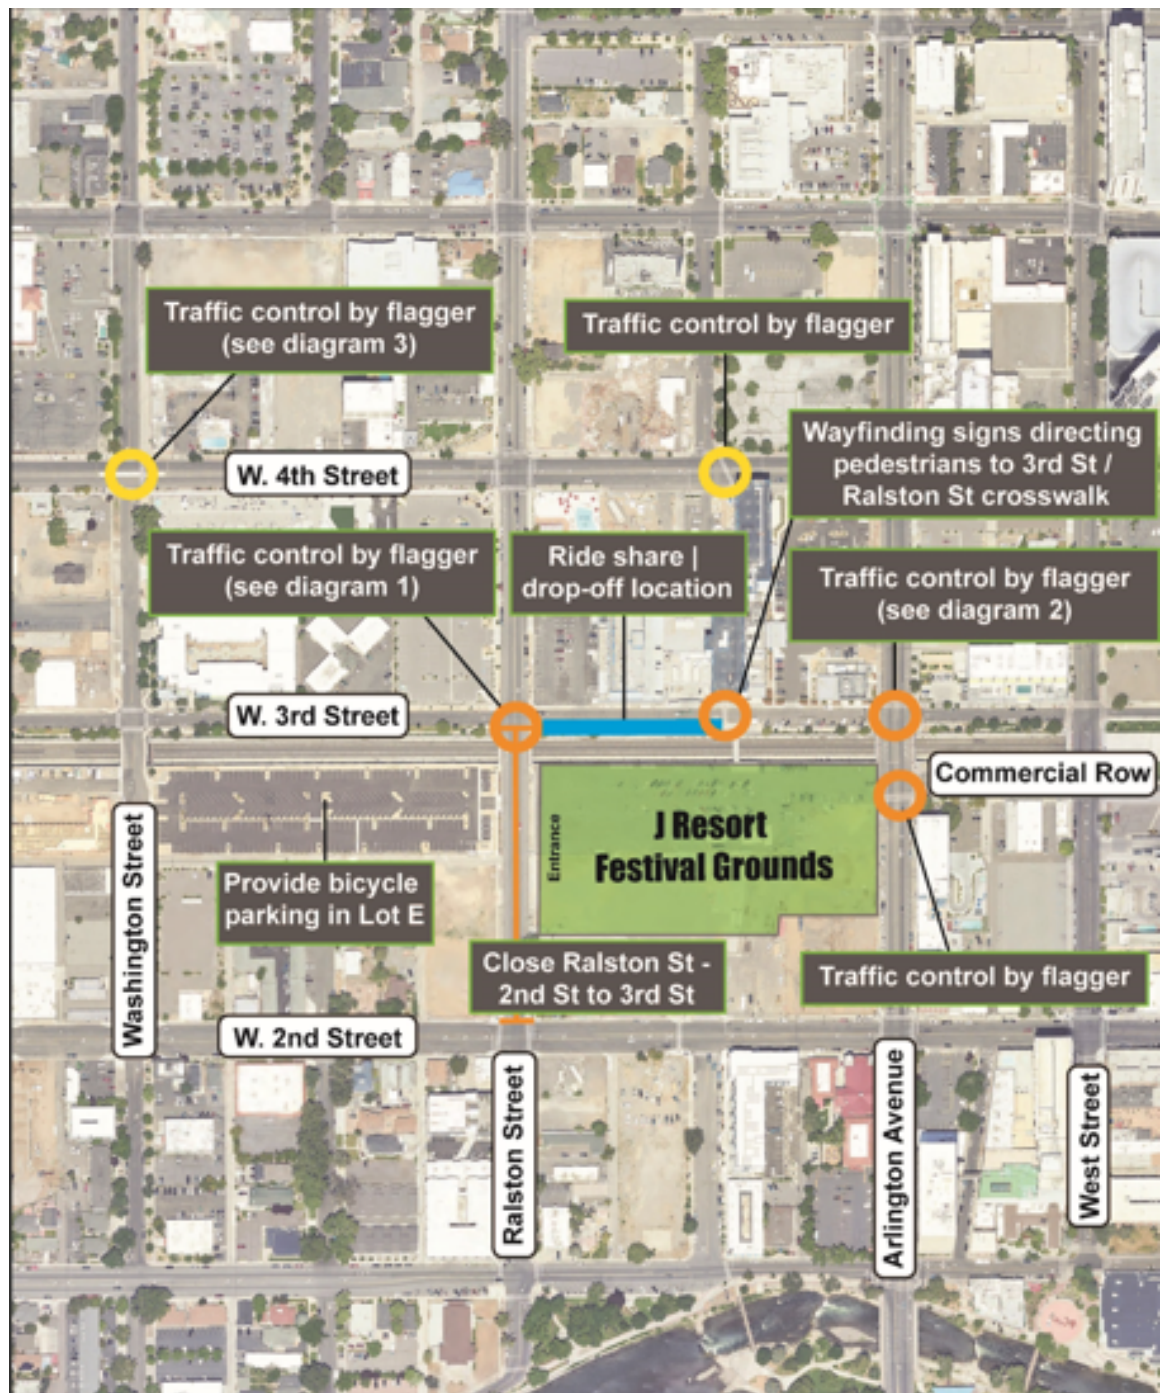 Traffic control by flagger
(see diagram 3)
Traffic control by flagger
Wayfinding signs directing
pedestrians to 3rd St /
Ralston St crosswalk
W. 4th Street
Traffic control by flagger
(see diagram 1)
Ride share |
drop-off location
Traffic control by flagger
(see diagram 2)
W. 3rd Street
Commercial Row
J Resort
Festival Grounds
Entrance
Provide bicycle
parking in Lot E
Washington Street
Close Ralston St -
2nd St to 3rd St
Traffic control by flagger
W. 2nd Street
Ralston Street
Arlington Avenue
West Street